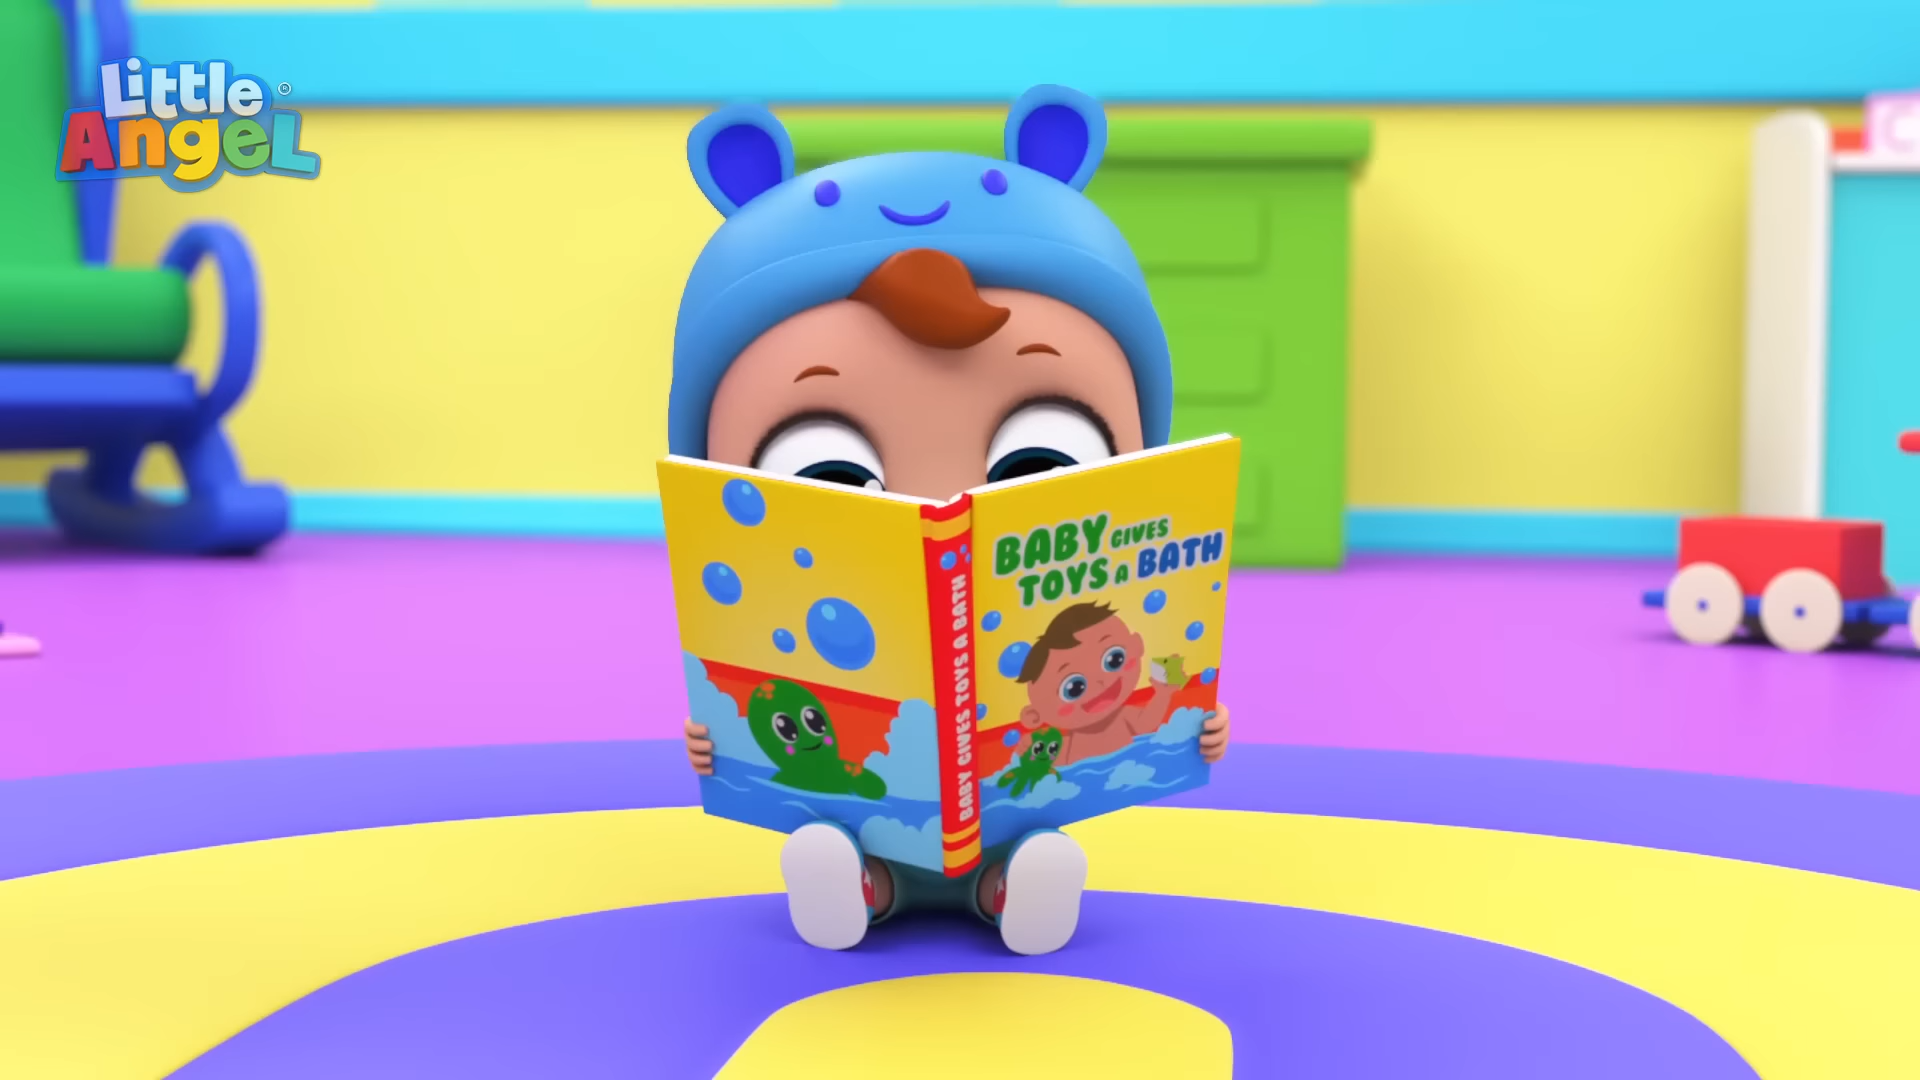 Little
Angel
®
BABY GIVES
TOYS A BATH
BABY GIVES TOYS A BATH